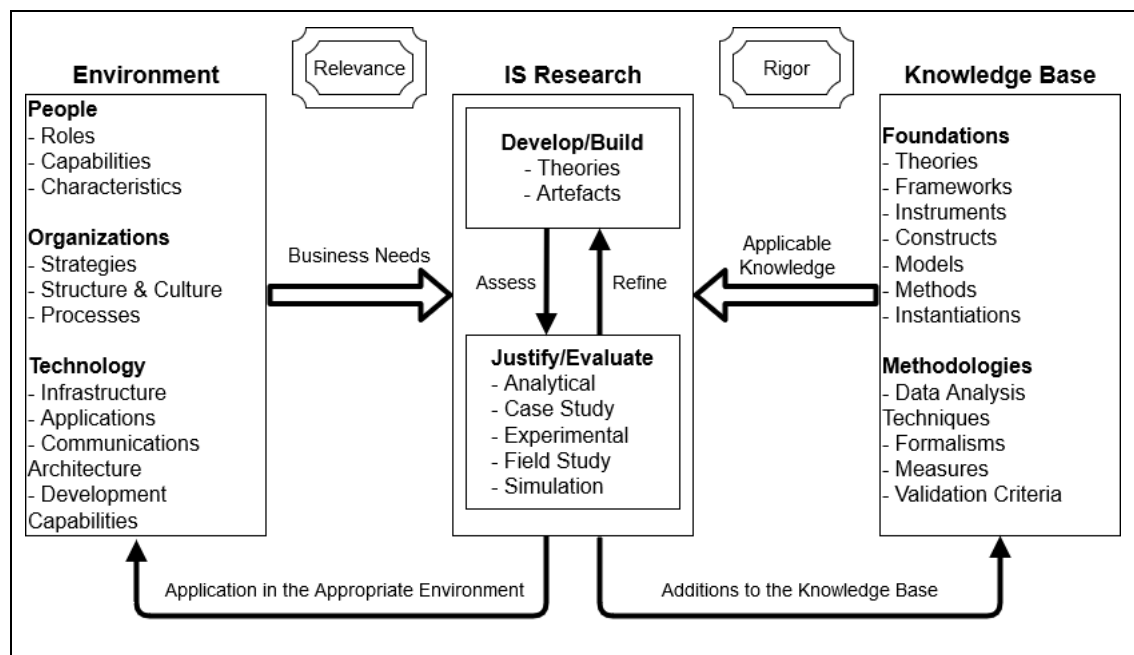 Relevance
Rigor
Environment
IS Research
Knowledge Base
People
- Roles
- Capabilities
- Characteristics
Organizations
- Strategies
- Structure & Culture
- Processes
Technology
- Infrastructure
- Applications
- Communications
Architecture
- Development
Capabilities
Business Needs
Develop/Build
- Theories
- Artefacts
Assess
Refine
Justify/Evaluate
- Analytical
- Case Study
- Experimental
- Field Study
- Simulation
Applicable
Knowledge
Foundations
- Theories
- Frameworks
- Instruments
- Constructs
- Models
- Methods
- Instantiations
Methodologies
- Data Analysis
Techniques
- Formalisms
- Measures
- Validation Criteria
Application in the Appropriate Environment
Additions to the Knowledge Base